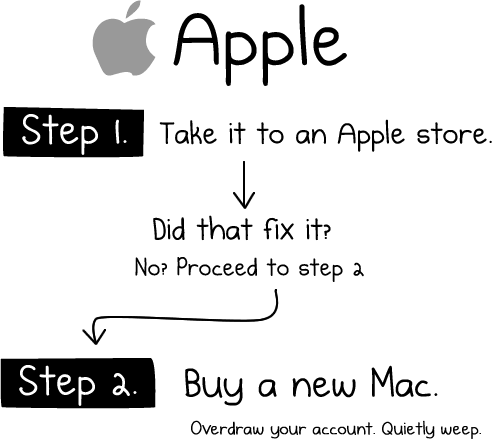 Apple
Step 1. Take it to an Apple store.
Did that fix it?
No? Proceed to step 2
Step 2. Buy a new Mac.
Overdraw your account. Quietly weep.